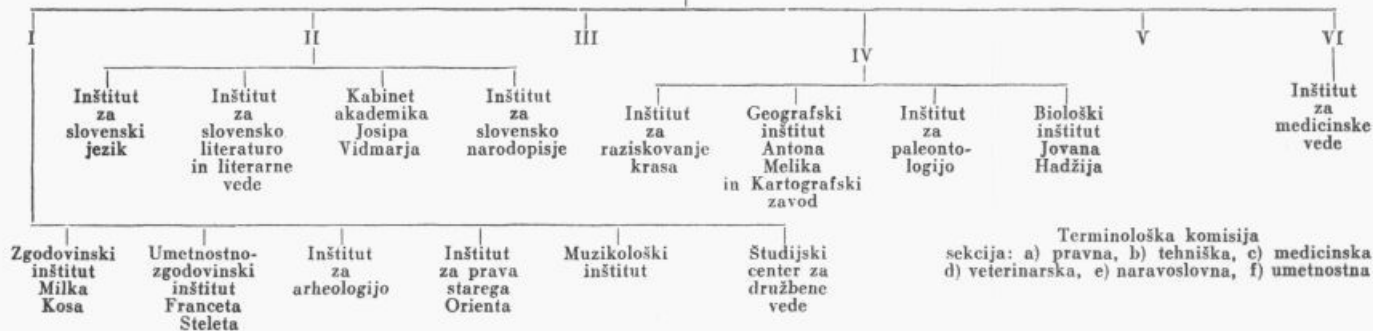 I
II
III
IV
V
VI
Inštitut
za
slovenski
jezik
Inštitut
za
slovensko
literaturo
in literarne
vede
Kabinet
akademika
Josipa
Vidmarja
Inštitut
za
slovensko
narodopisje
Inštitut
za
raziskovanje
krasa
Geografski
inštitut
Antona
Melika
in Kartografski
zavod
Inštitut
za
paleonto-
logijo
Biološki
inštitut
Jovana
Hadžija
Inštitut
za
medicinske
vede
Zgodovinski
inštitut
Milka
Kosa
Umetnostno-
zgodovinski
inštitut
Franceta
Steleta
Inštitut
za
arheologijo
Inštitut
za prava
starega
Orienta
Muzikološki
inštitut
Študijski
center za
družbene
vede
Terminološka komisija
sekcija: a) pravna, b) tehniška, c) medicinska
d) veterinarska, e) naravoslovna, f) umetnostna